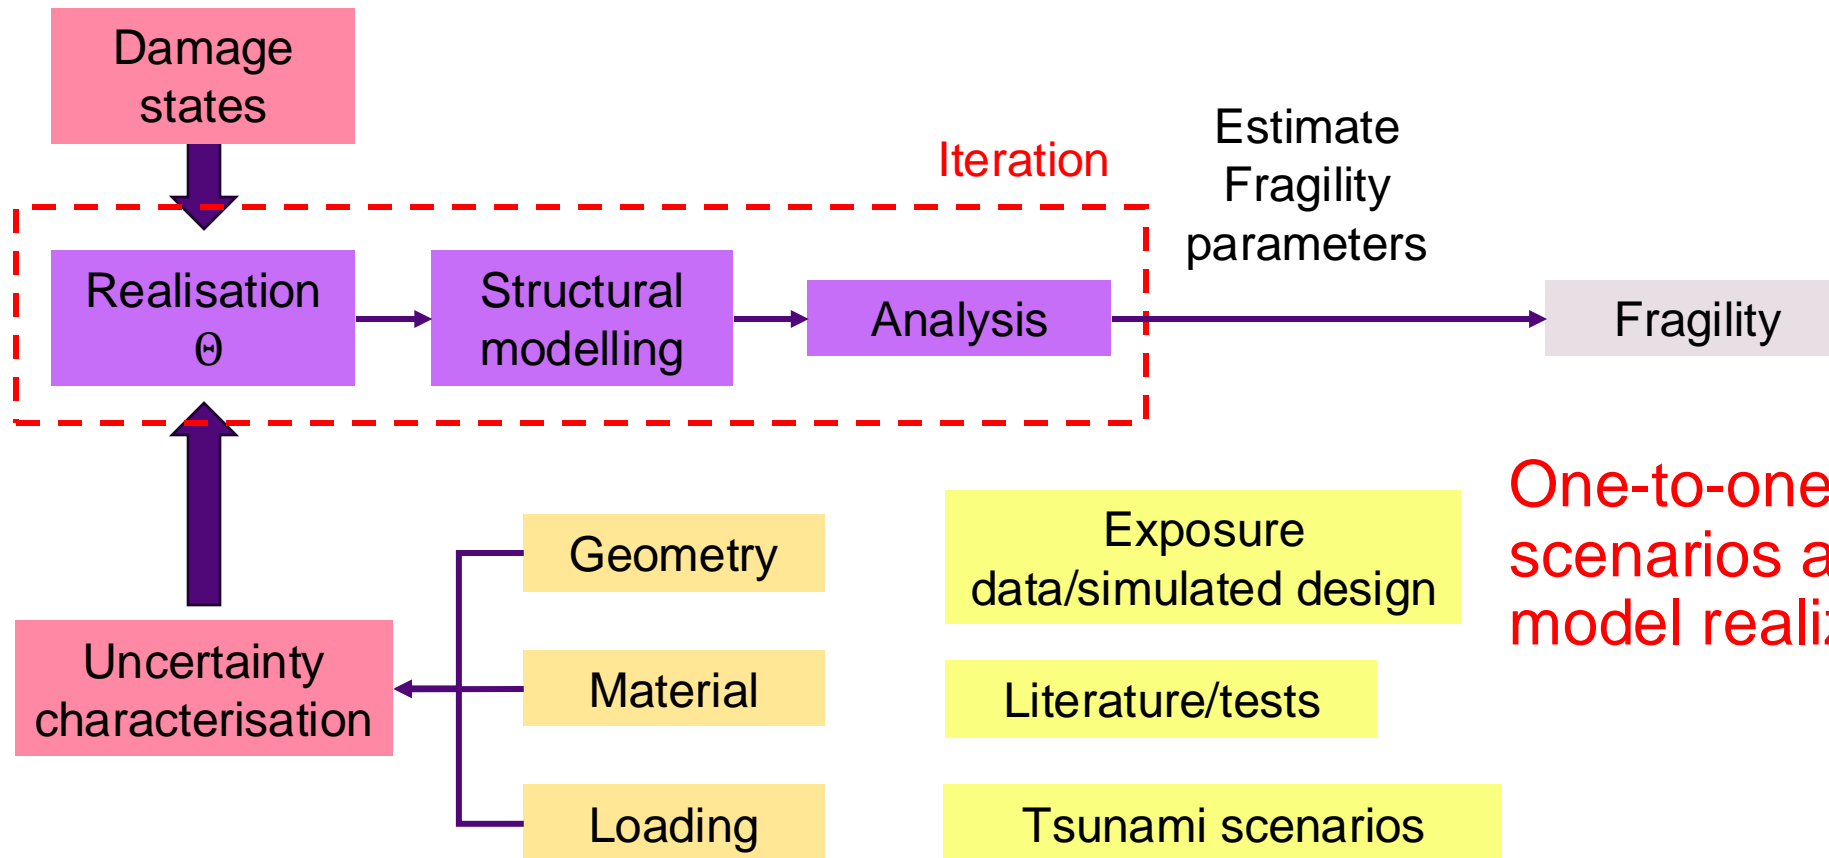 Damage
states
Iteration
Estimate
Fragility
parameters
Realisation
Θ
Structural
modelling
Analysis
Fragility
Geometry
Exposure
data/simulated design
One-to-one
scenarios
model
Uncertainty
characterisation
Material
Literature/tests
Loading
Tsunami scenarios